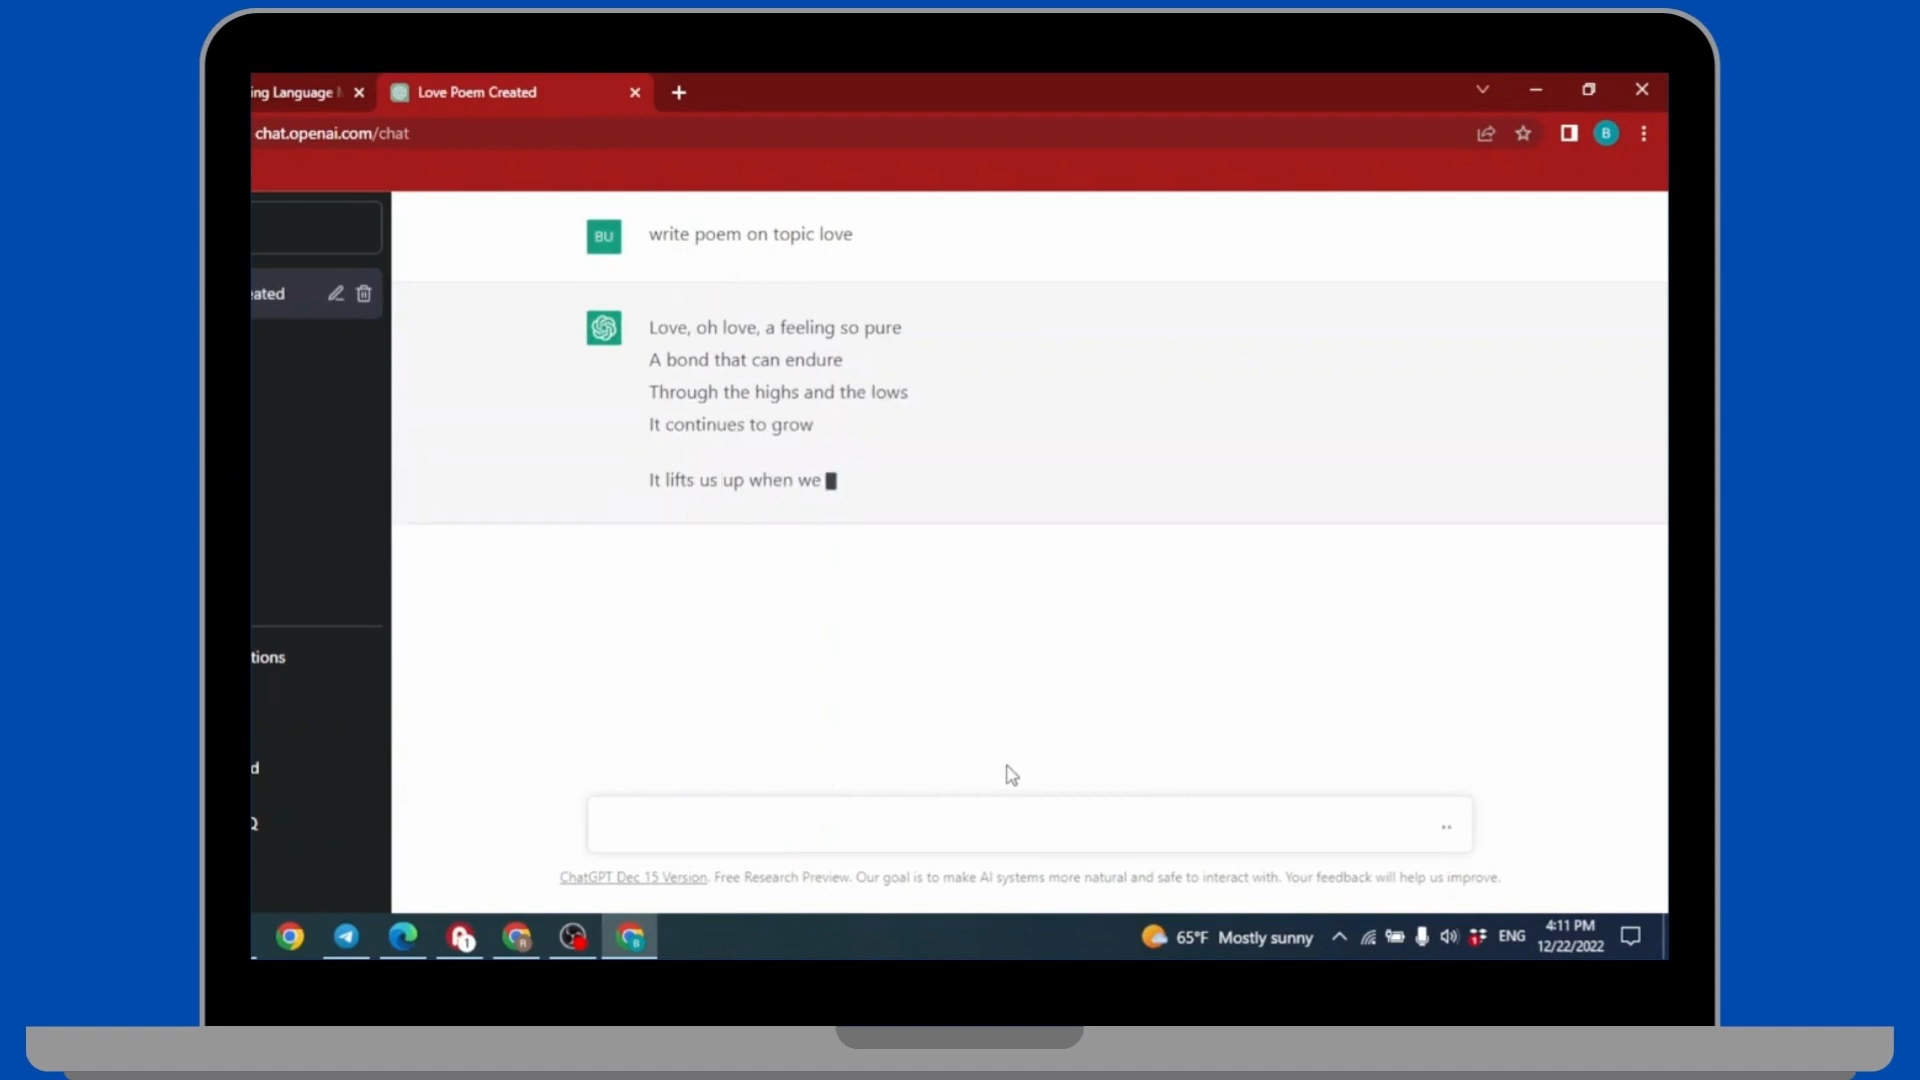 ing Language
Love Poem Created
chat.openai.com/chat
BU
write poem on topic love
eated
Love, oh love, a feeling so pure
A bond that can endure
Through the highs and the lows
It continues to grow
It lifts us up when we
tions
d
Q
ChatGPT Dec 15 Version. Free Research Preview. Our goal is to make AI systems more natural and safe to interact with. Your feedback will help us improve.
65°F Mostly sunny
ENG
4:11 PM
12/22/2022
B
1
R
B